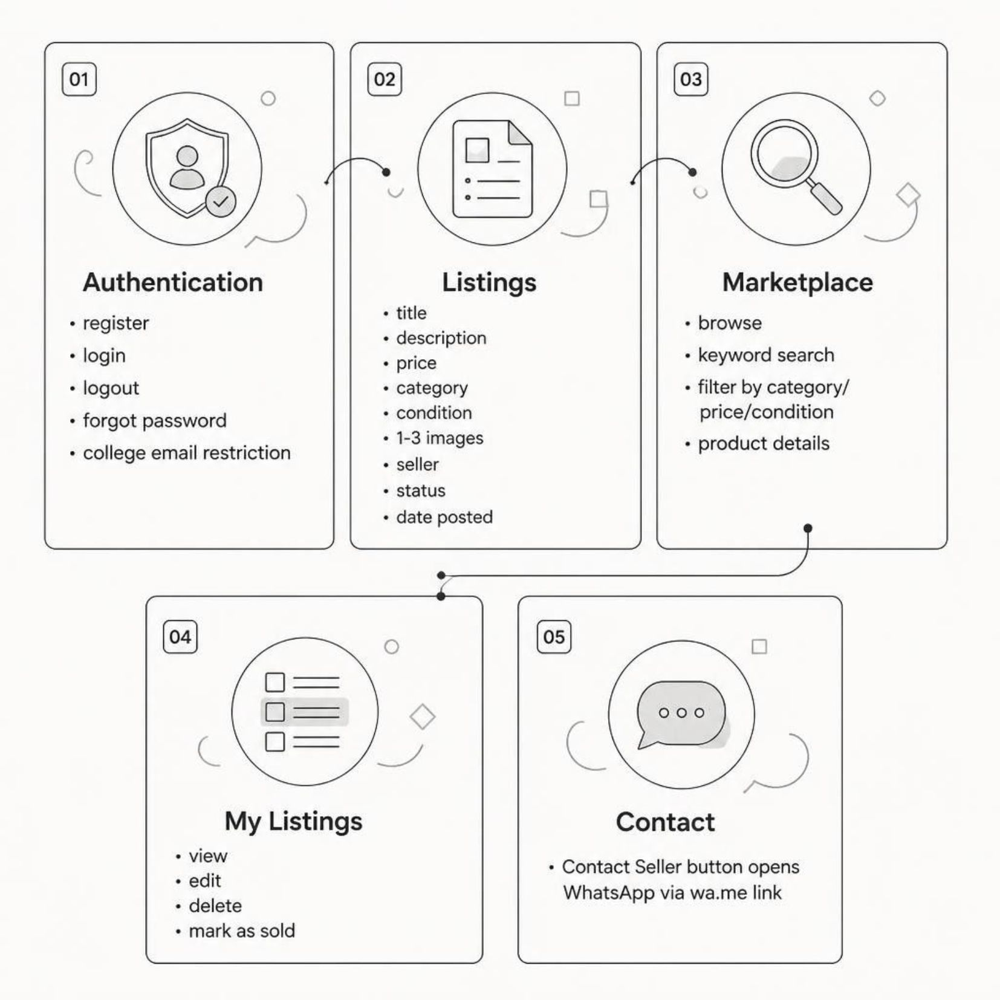 01
Authentication
• register
• login
• logout
• forgot password
• college email restriction
02
Listings
• title
• description
• price
• category
• condition
• 1-3 images
• seller
• status
• date posted
03
Marketplace
• browse
• keyword search
• filter by category/
price/condition
• product details
04
My Listings
• view
• edit
• delete
• mark as sold
05
Contact
• Contact Seller button opens
WhatsApp via wa.me link